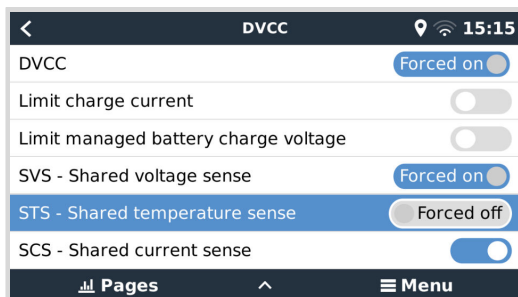 DVCC 15:15
DVCC Forced on
Limit charge current
Limit managed battery charge voltage
SVS - Shared voltage sense Forced on
STS - Shared temperature sense Forced off
SCS - Shared current sense
Pages Menu